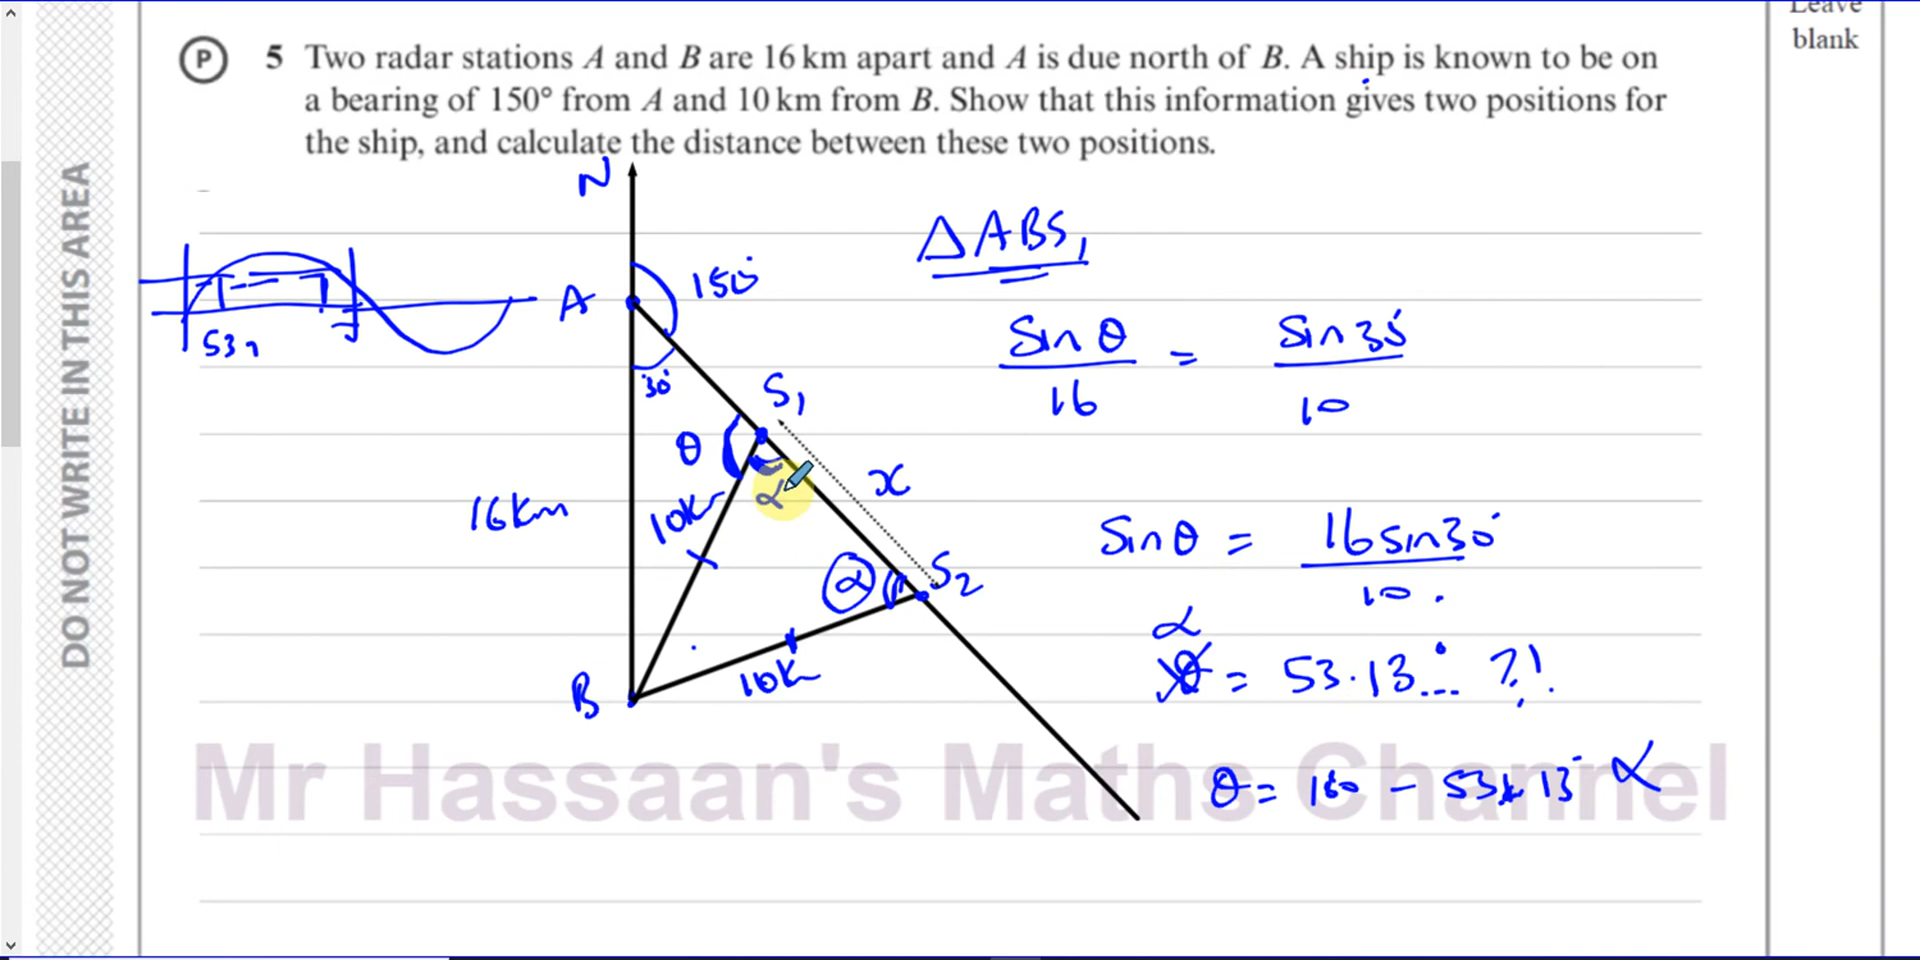 Leave
blank
P 5 Two radar stations A and B are 16 km apart and A is due north of B. A ship is known to be on
a bearing of 150° from A and 10 km from B. Show that this information gives two positions for
the ship, and calculate the distance between these two positions.
DO NOT WRITE IN THIS AREA
N
ΔABS₁
A
150°
53
30°
S₁
Sin θ / 16 = Sin 30° / 10
θ
α
x
16km
10km
Sin θ = 16 sin 30° / 10
α
S₂
B
10km
α
θ = 53.13...° ?!
θ = 180 - 53.13° α
Mr Hassaan's Maths Channel